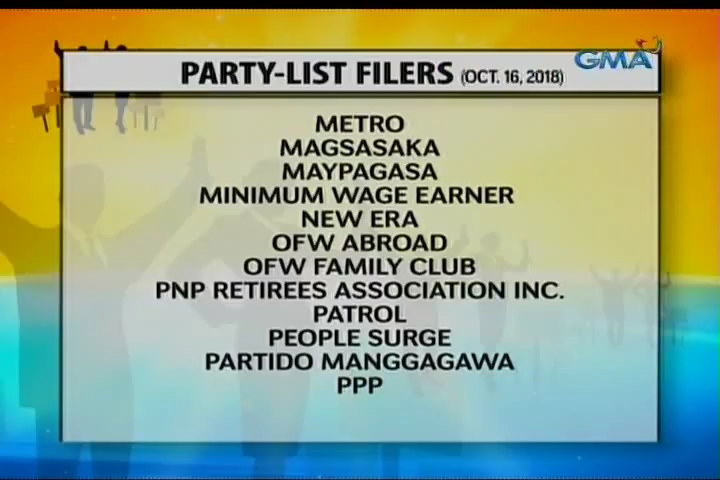 PARTY-LIST FILERS (OCT. 16, 2018)
GMA
METRO
MAGSASAKA
MAYPAGASA
MINIMUM WAGE EARNER
NEW ERA
OFW ABROAD
OFW FAMILY CLUB
PNP RETIREES ASSOCIATION INC.
PATROL
PEOPLE SURGE
PARTIDO MANGGAGAWA
PPP